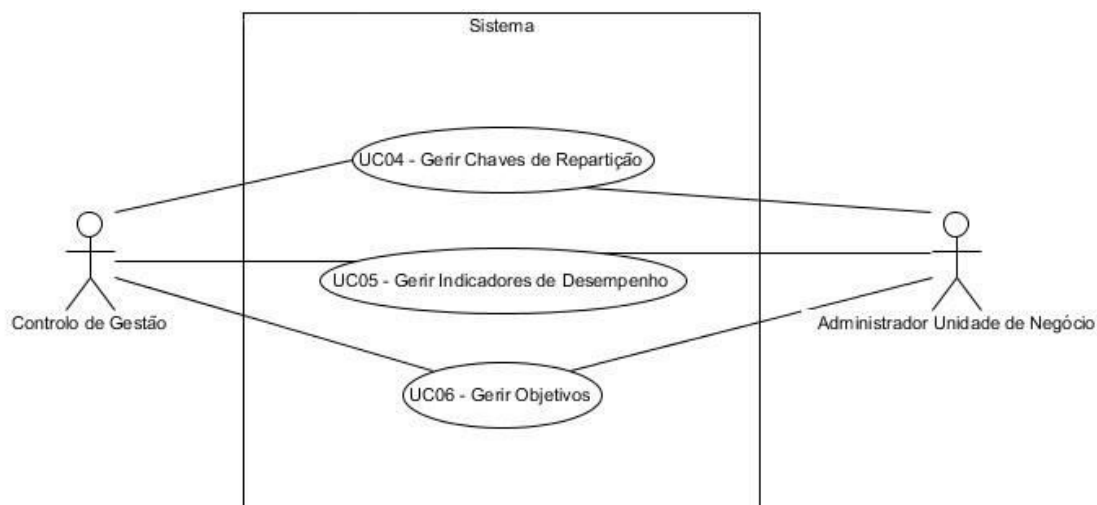 Sistema
UC04 - Gerir Chaves de Repartição
UC05 - Gerir Indicadores de Desempenho
Controlo de Gestão
Administrador Unidade de Negócio
UC06 - Gerir Objetivos